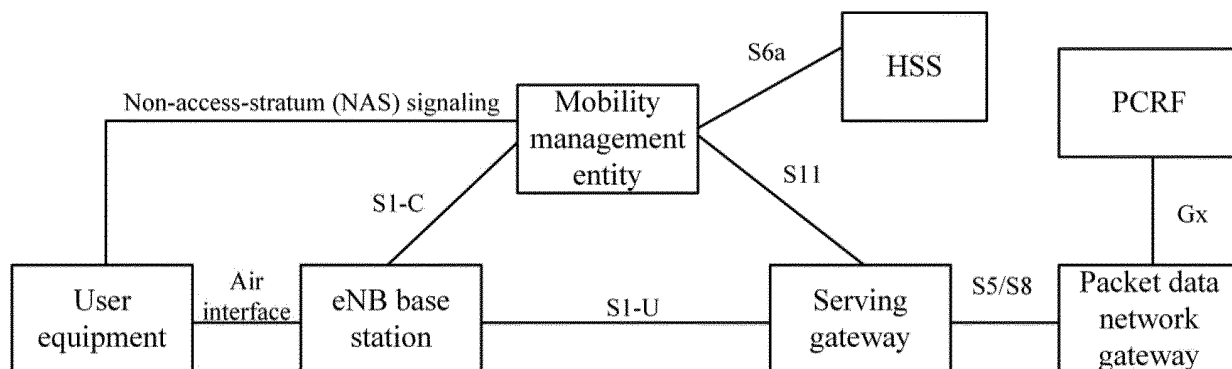 S6a
HSS
PCRF
Non-access-stratum (NAS) signaling
Mobility
management
entity
S1-C
S11
Gx
User
equipment
Air
interface
eNB base
station
S1-U
Serving
gateway
S5/S8
Packet data
network
gateway